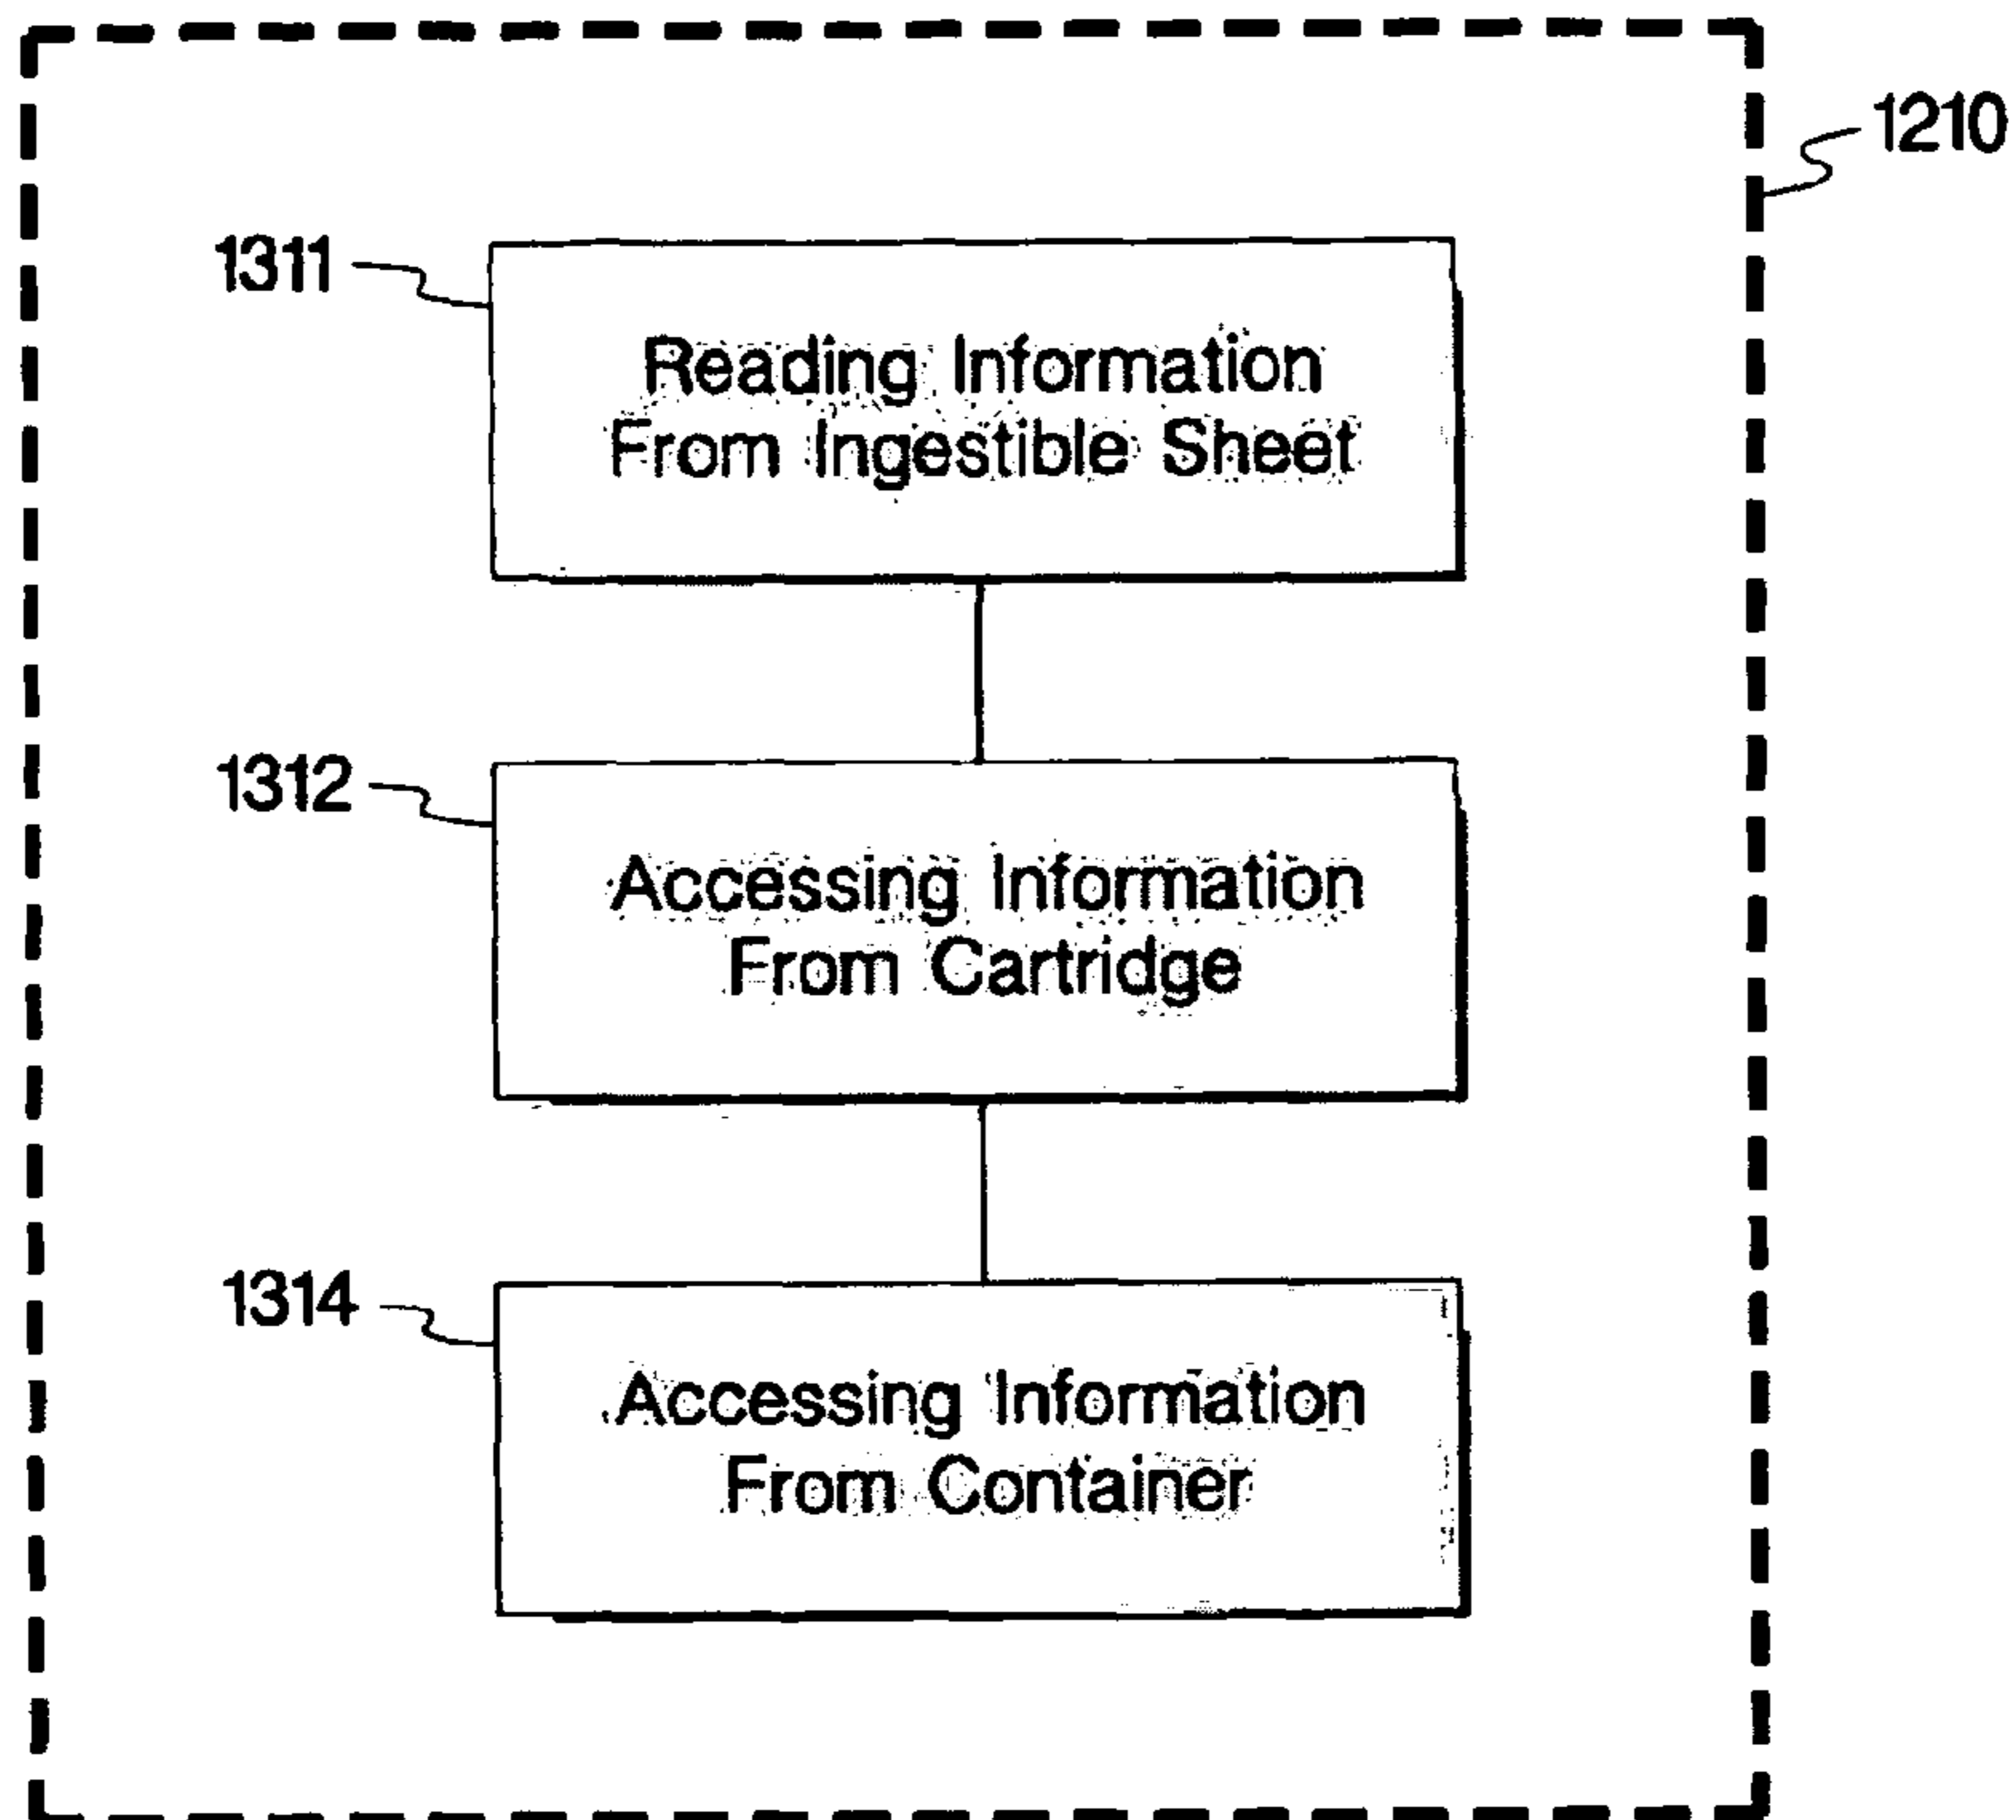 1210
1311
Reading Information
From Ingestible Sheet
1312
Accessing Information
From Cartridge
1314
Accessing Information
From Container